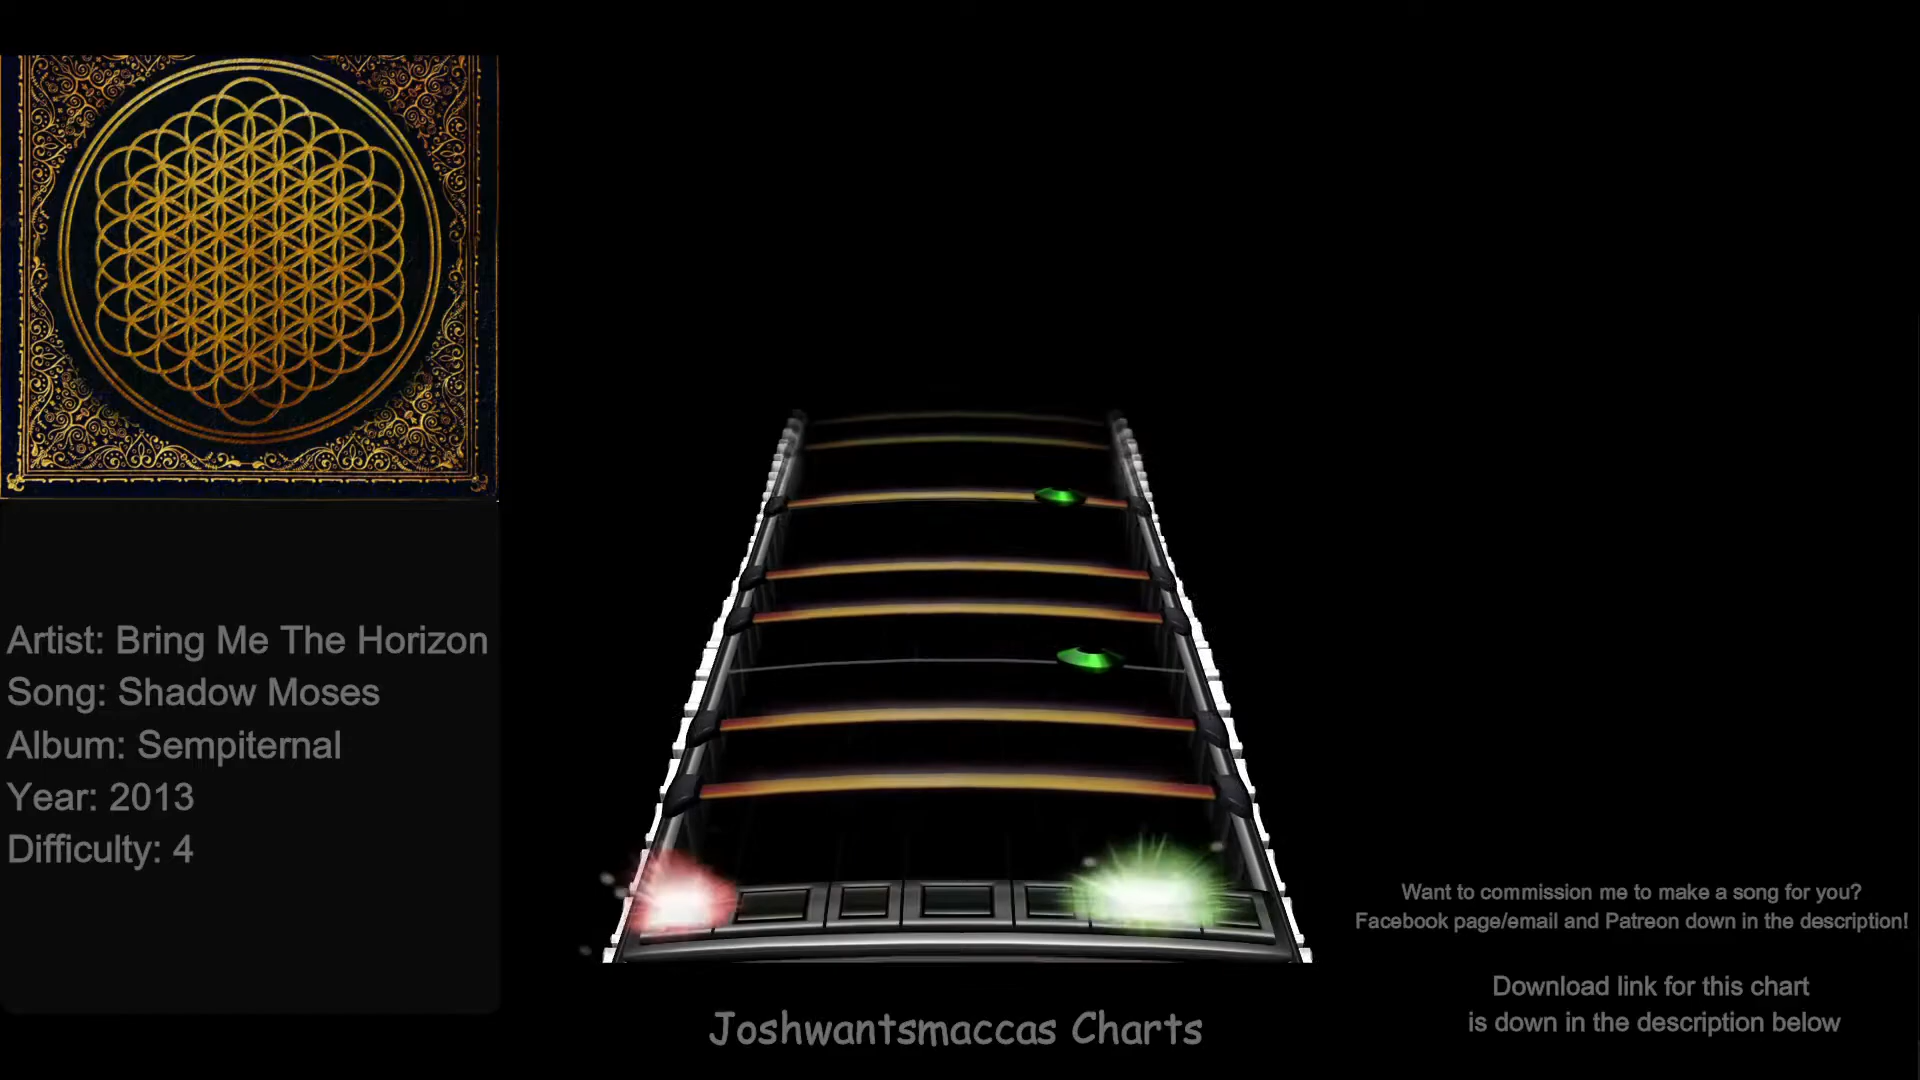 Artist: Bring Me The Horizon
Song: Shadow Moses
Album: Sempiternal
Year: 2013
Difficulty: 4
Want to commission me to make a song for you?
Facebook page/email and Patreon down in the description!
Download link for this chart
is down in the description below
Joshwantsmaccas Charts